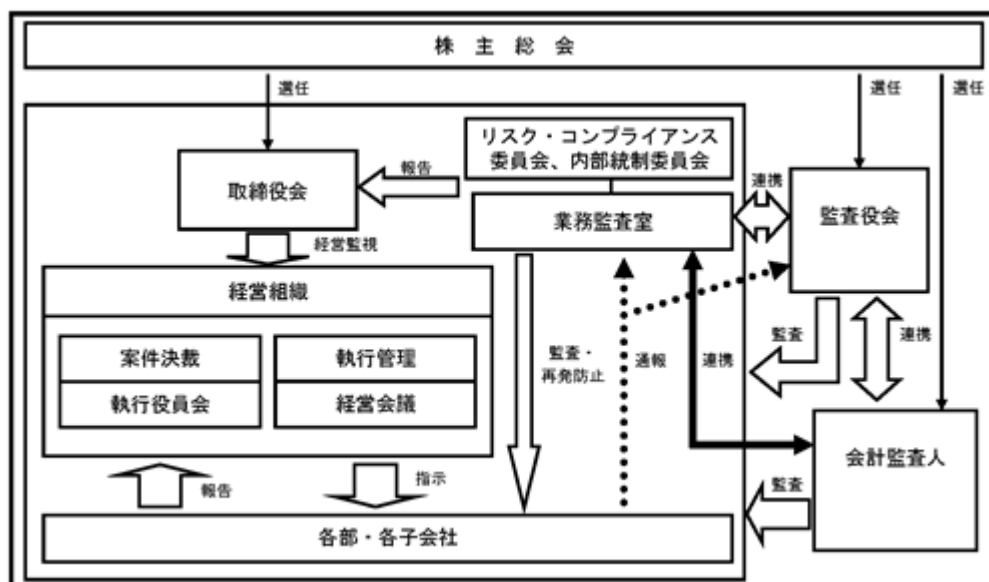 株主総会
選任
選任
選任
リスク・コンプライアンス
委員会、内部統制委員会
報告
取締役会
連携
業務監査室
監査役会
経営監視
経営組織
案件決裁
執行管理
執行役員会
経営会議
監査・
再発防止
通報
連携
監査
連携
会計監査人
報告
指示
監査
各部・各子会社